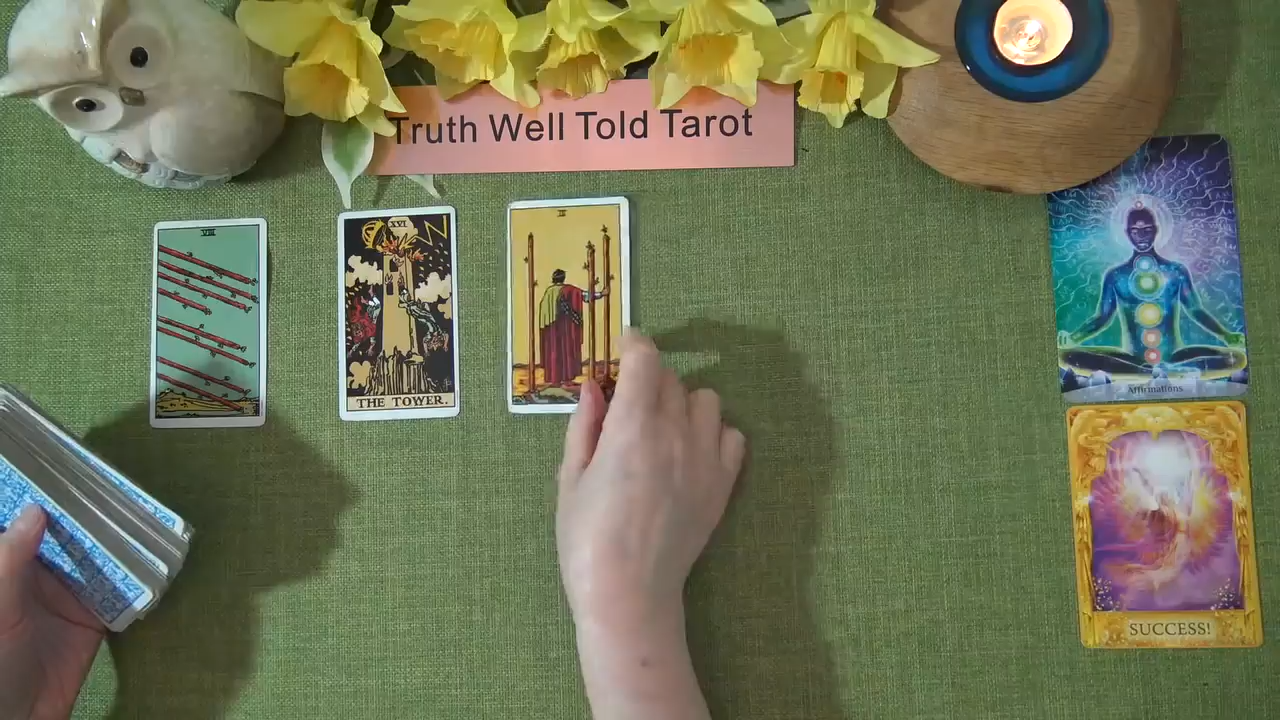 Truth Well Told Tarot
VIII
XVI
THE TOWER.
III
Affirmations
SUCCESS!